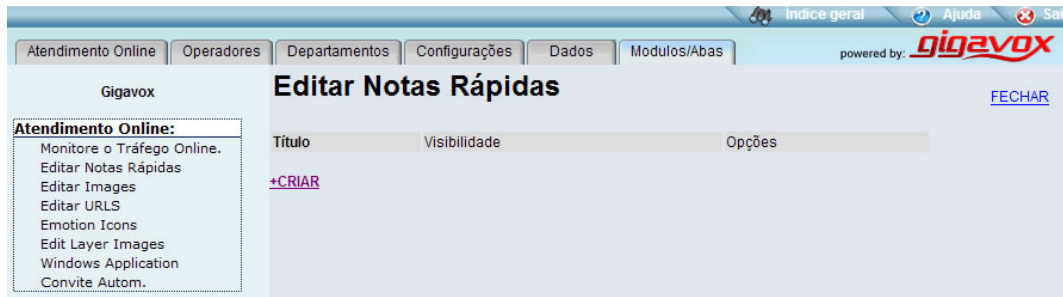 Indice geral Ajuda Sai
Atendimento Online Operadores Departamentos Configurações Dados Modulos/Abas powered by: gigavox
Gigavox
Editar Notas Rápidas
FECHAR
Atendimento Online:
Monitore o Tráfego Online.
Editar Notas Rápidas
Editar Images
Editar URLS
Emotion Icons
Edit Layer Images
Windows Application
Convite Autom.
Título Visibilidade Opções
+CRIAR